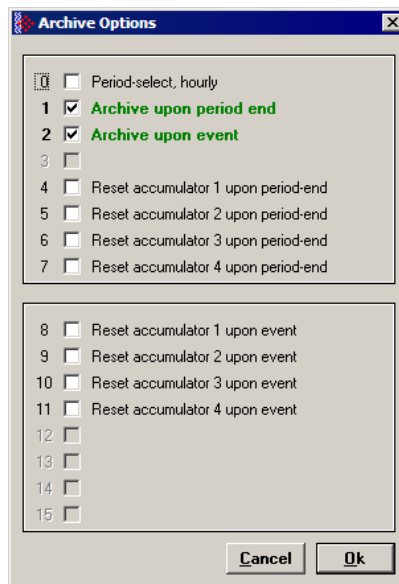 Archive Options
0 Period-select, hourly
1 Archive upon period end
2 Archive upon event
3
4 Reset accumulator 1 upon period-end
5 Reset accumulator 2 upon period-end
6 Reset accumulator 3 upon period-end
7 Reset accumulator 4 upon period-end
8 Reset accumulator 1 upon event
9 Reset accumulator 2 upon event
10 Reset accumulator 3 upon event
11 Reset accumulator 4 upon event
12
13
14
15
Cancel Ok